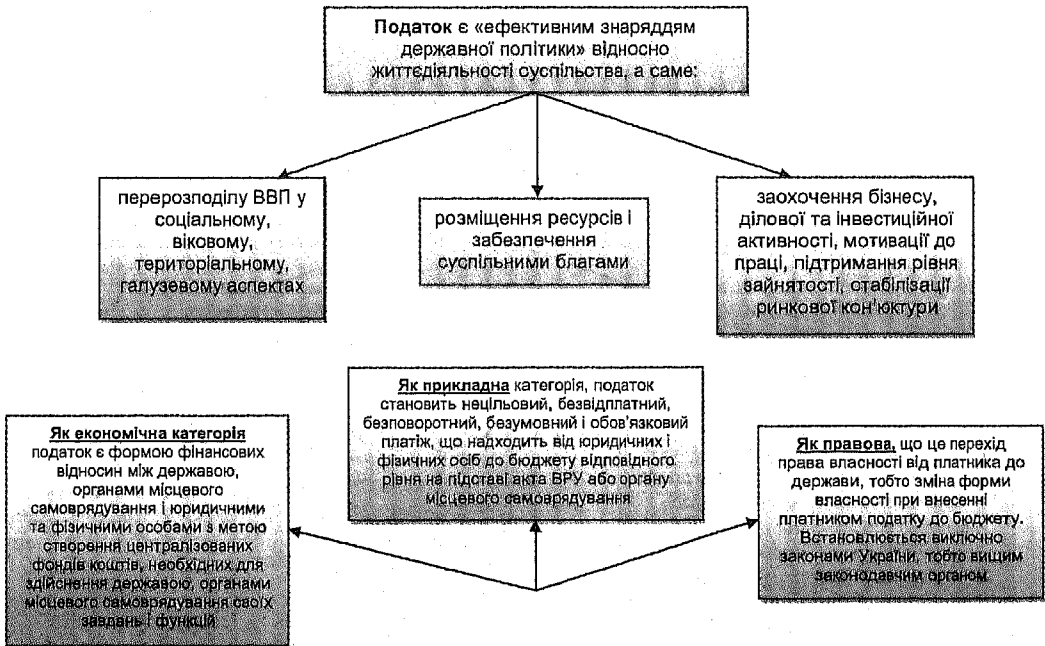 Податок є «ефективним знаряддям
державної політики» відносно
життєдіяльності суспільства, а саме:
перерозподілу ВВП у
соціальному,
віковому,
територіальному,
галузевому аспектах
розміщення ресурсів і
забезпечення
суспільними благами
заохочення бізнесу,
ділової та інвестиційної
активності, мотивації до
праці, підтримання рівня
зайнятості, стабілізації
ринкової кон'юктури
Як економічна категорія
податок є формою фінансових
відносин між державою,
органами місцевого
самоврядування і юридичними
та фізичними особами з метою
створення централізованих
фондів коштів, необхідних для
здійснення державою, органами
місцевого самоврядування своїх
завдань і функцій
Як прикладна категорія, податок
становить нецільовий, безвідплатний,
безповоротний, безумовний і обов'язковий
платіж, що надходить від юридичних і
фізичних осіб до бюджету відповідного
рівня на підставі акта ВРУ або органу
місцевого самоврядування
Як правова, що це перехід
права власності від платника до
держави, тобто зміна форми
власності при внесенні
платником податку до бюджету.
Встановлюється виключно
законами України, тобто вищим
законодавчим органом